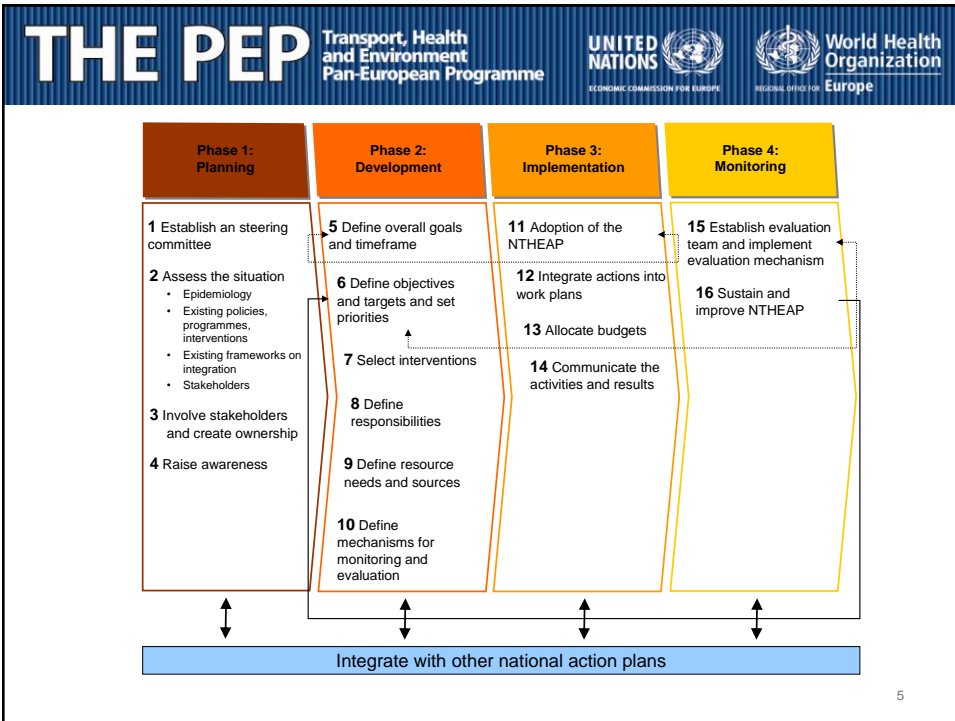 THE PEP
Transport, Health
and Environment
Pan-European Programme
UNITED
NATIONS
ECONOMIC COMMISSION FOR EUROPE
World Health
Organization
REGIONAL OFFICE FOR Europe
Phase 1:
Planning
Phase 2:
Development
Phase 3:
Implementation
Phase 4:
Monitoring
1 Establish an steering
committee
2 Assess the situation
• Epidemiology
• Existing policies,
programmes,
interventions
• Existing frameworks on
integration
• Stakeholders
3 Involve stakeholders
and create ownership
4 Raise awareness
5 Define overall goals
and timeframe
6 Define objectives
and targets and set
priorities
7 Select interventions
8 Define
responsibilities
9 Define resource
needs and sources
10 Define
mechanisms for
monitoring and
evaluation
11 Adoption of the
NTHEAP
12 Integrate actions into
work plans
13 Allocate budgets
14 Communicate the
activities and results
15 Establish evaluation
team and implement
evaluation mechanism
16 Sustain and
improve NTHEAP
Integrate with other national action plans
5